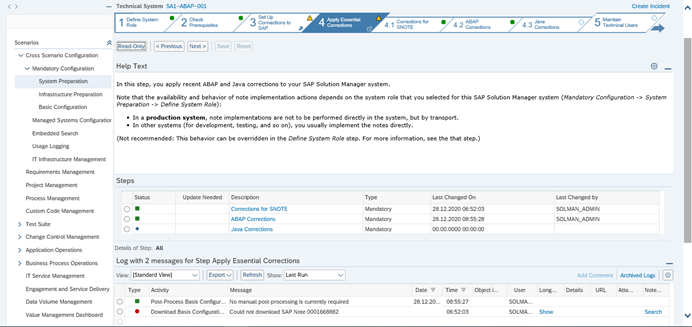 Technical System SA1~ABAP~001
Create Incident
1 Define System Role
2 Check Prerequisites
3 Set Up Connections to SAP
4 Apply Essential Corrections
4.1 Corrections for SNOTE
4.2 ABAP Corrections
4.3 Java Corrections
5 Maintain Technical Users
Read-Only
< Previous
Next >
Save
Reset
Scenarios
Cross Scenario Configuration
Mandatory Configuration
System Preparation
Infrastructure Preparation
Basic Configuration
Managed Systems Configuration
Embedded Search
Usage Logging
IT Infrastructure Management
Requirements Management
Project Management
Process Management
Custom Code Management
Test Suite
Change Control Management
Application Operations
Business Process Operations
IT Service Management
Engagement and Service Delivery
Data Volume Management
Value Management Dashboard
Help Text
In this step, you apply recent ABAP and Java corrections to your SAP Solution Manager system.
Note that the availability and behavior of note implementation actions depends on the system role that you selected for this SAP Solution Manager system (Mandatory Configuration -> System
Preparation -> Define System Role):
• In a production system, note implementations are not to be performed directly in the system, but by transport.
• In other systems (for development, testing, and so on), you usually implement the notes directly.
(Not recommended: This behavior can be overridden in the Define System Role step. For more information, see the that step.)
Steps
Status Update Needed Description Type Last Changed On Last Changed by
Corrections for SNOTE Mandatory 28.12.2020 06:52:03 SOLMAN_ADMIN
ABAP Corrections Mandatory 28.12.2020 08:55:28 SOLMAN_ADMIN
Java Corrections Mandatory 00.00.0000 00:00:00
Details of Step: All
Log with 2 messages for Step Apply Essential Corrections
View: [Standard View] Export Refresh Show: Last Run Add Comment Archived Logs
Type Activity Message Date Time Object i... User Long... Details URL Atta... Note...
Post-Process Basis Configur... No manual post-processing is currently required 28.12.20... 08:55:27 SOLMA...
Download Basis Configurati... Could not download SAP Note 0001668882 06:52:03 SOLMA... Show Search